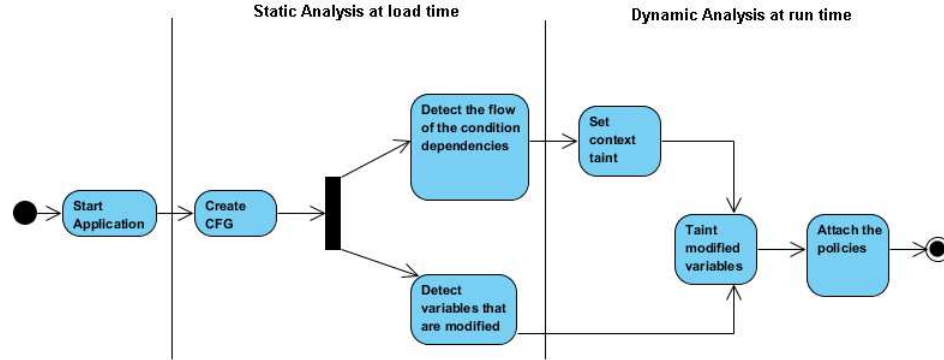 Static Analysis at load time
Dynamic Analysis at run time
Start
Application
Create
CFG
Detect the flow
of the condition
dependencies
Detect
variables that
are modified
Set
context
taint
Taint
modified
variables
Attach the
policies